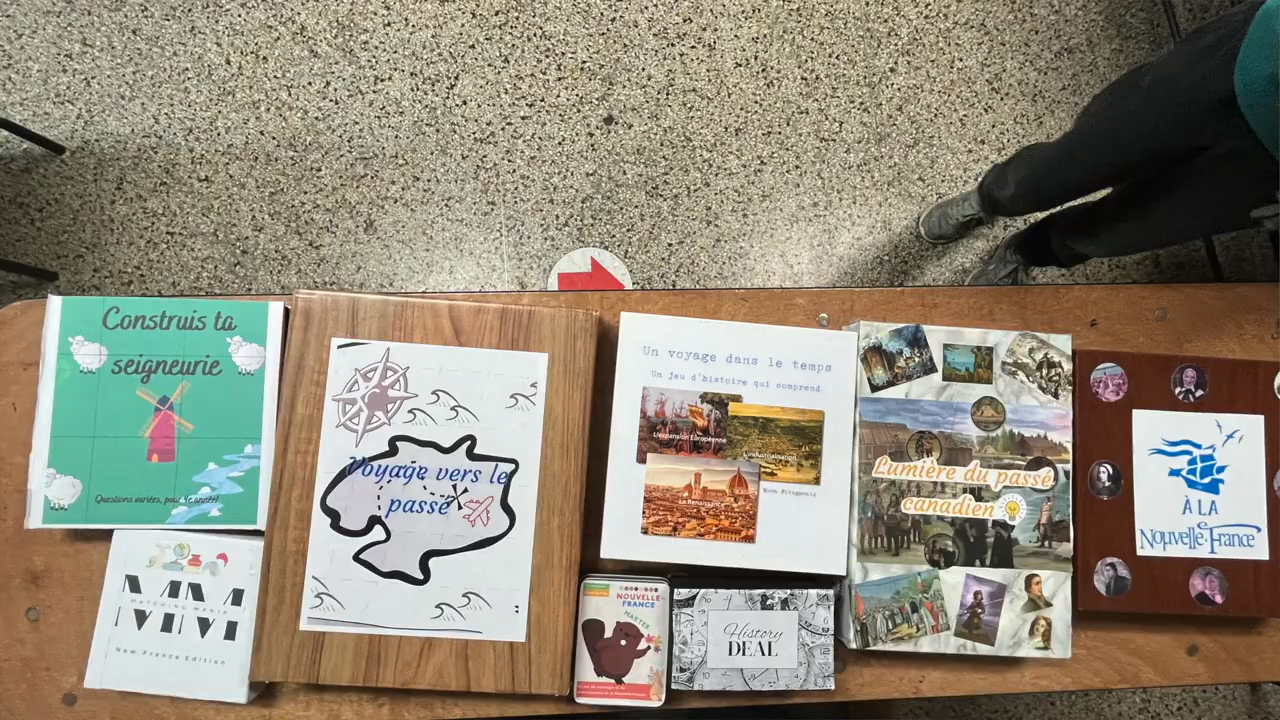 Construis ta
seigneurie
Questions variées, pour 4e année!
MATCHING MANIA
New France Edition
Voyage vers le
passé
Un voyage dans le temps
Un jeu d'histoire qui comprend
L'expansion Européenne
L'industrialisation
La Renaissance
NOUVELLE-
FRANCE
MASTER
History
DEAL
Lumière du passé
canadien
À LA
Nouvelle-France